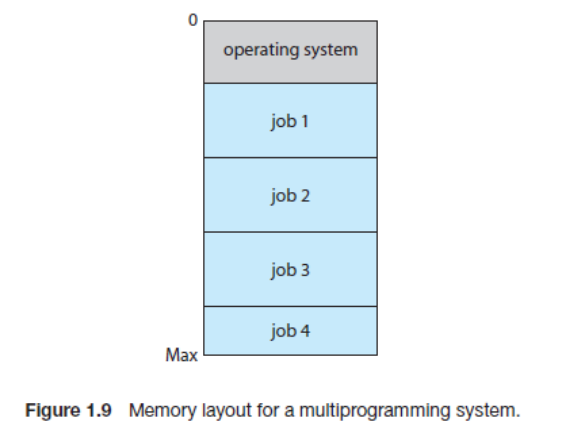 0
operating system
job 1
job 2
job 3
job 4
Max
Figure 1.9 Memory layout for a multiprogramming system.